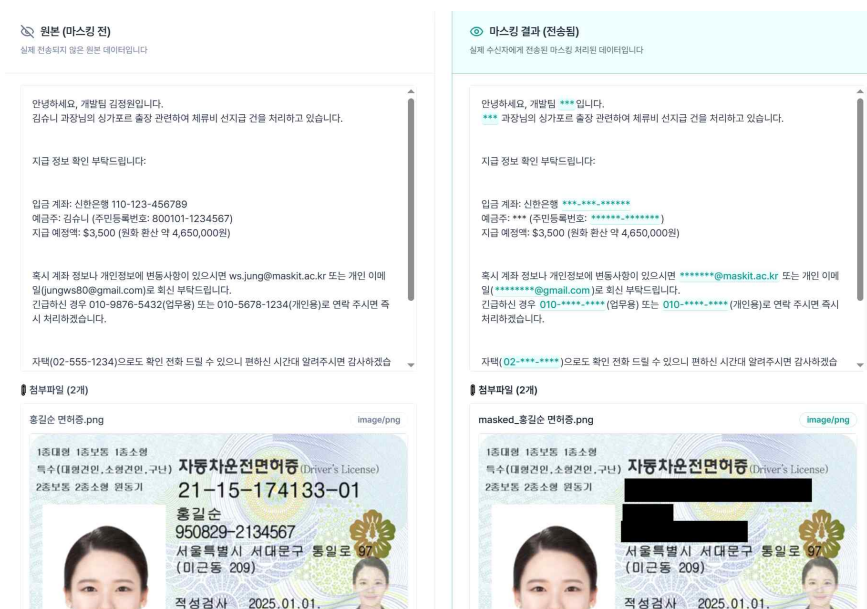 원본 (마스킹 전)
실제 전송되지 않은 원본 데이터입니다
안녕하세요, 개발팀 김정원입니다.
김슈니 과장님의 싱가포르 출장 관련하여 체류비 선지급 건을 처리하고 있습니다.
지급 정보 확인 부탁드립니다:
입금 계좌: 신한은행 110-123-456789
예금주: 김슈니 (주민등록번호: 800101-1234567)
지급 예정액: $3,500 (원화 환산 약 4,650,000원)
혹시 계좌 정보나 개인정보에 변동사항이 있으시면 ws.jung@maskit.ac.kr 또는 개인 이메
일(jungws80@gmail.com)로 회신 부탁드립니다.
긴급하신 경우 010-9876-5432(업무용) 또는 010-5678-1234(개인용)로 연락 주시면 즉
시 처리하겠습니다.
자택(02-555-1234)으로도 확인 전화 드릴 수 있으니 편하신 시간대 알려주시면 감사하겠습
첨부파일 (2개)
홍길순 면허증.png
image/png
1종대형 1종보통 1종소형
특수(대형견인,소형견인,구난) 자동차운전면허증(Driver's License)
2종보통 2종소형 원동기
21-15-174133-01
홍길순
950829-2134567
서울특별시 서대문구 통일로 97
(미근동 209)
적성검사 2025.01.01.
마스킹 결과 (전송됨)
실제 수신자에게 전송된 마스킹 처리된 데이터입니다
안녕하세요, 개발팀 *** 입니다.
*** 과장님의 싱가포르 출장 관련하여 체류비 선지급 건을 처리하고 있습니다.
지급 정보 확인 부탁드립니다:
입금 계좌: 신한은행 ***-***-******
예금주: *** (주민등록번호: ******-*******)
지급 예정액: $3,500 (원화 환산 약 4,650,000원)
혹시 계좌 정보나 개인정보에 변동사항이 있으시면 *******@maskit.ac.kr 또는 개인 이메
일(********@gmail.com)로 회신 부탁드립니다.
긴급하신 경우 010-****-****(업무용) 또는 010-****-****(개인용)로 연락 주시면 즉시
처리하겠습니다.
자택(02-***-****)으로도 확인 전화 드릴 수 있으니 편하신 시간대 알려주시면 감사하겠습
첨부파일 (2개)
masked_홍길순 면허증.png
image/png
1종대형 1종보통 1종소형
특수(대형견인,소형견인,구난) 자동차운전면허증(Driver's License)
2종보통 2종소형 원동기
서울특별시 서대문구 통일로 97
(미근동 209)
적성검사 2025.01.01.